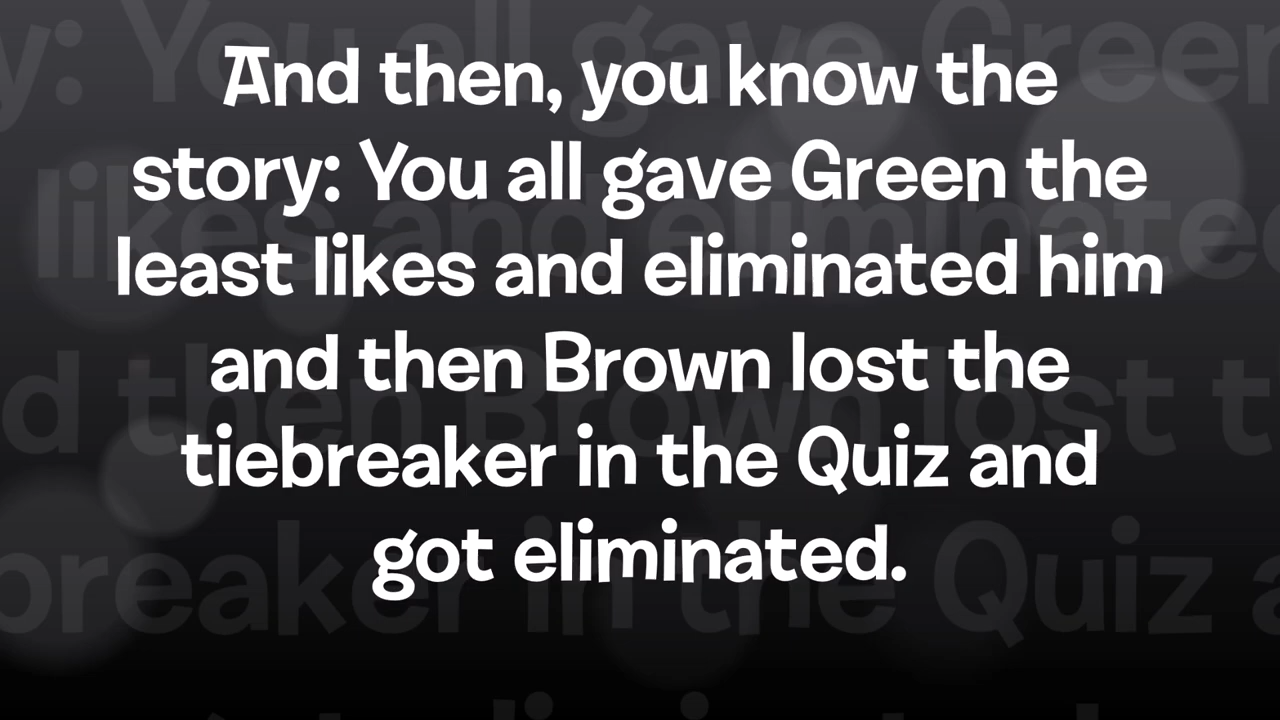 And then, you know the
story: You all gave Green the
least likes and eliminated him
and then Brown lost the
tiebreaker in the Quiz and
got eliminated.